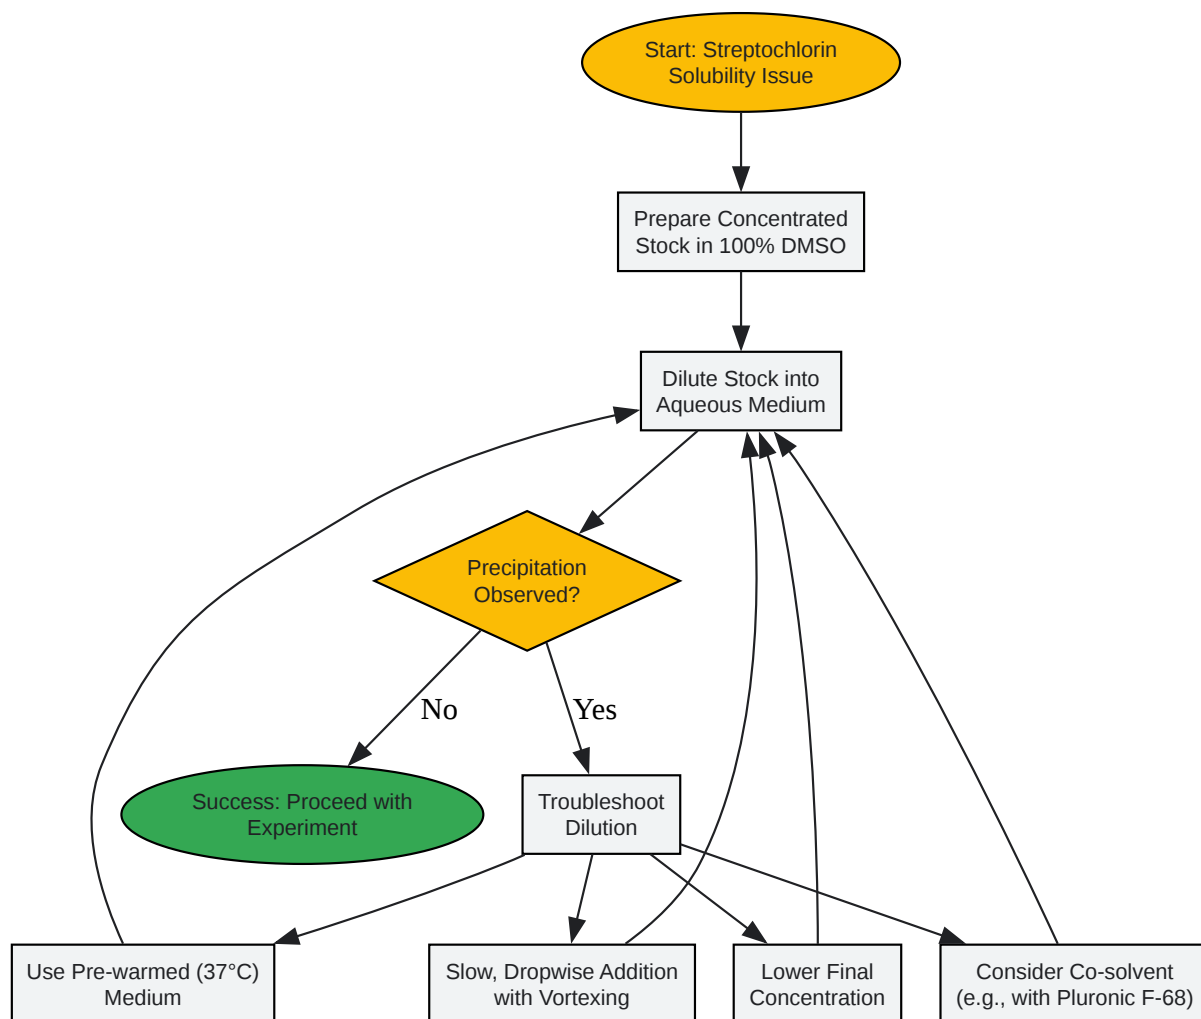 Start: Streptochlorin
Solubility Issue
Prepare Concentrated
Stock in 100% DMSO
Dilute Stock into
Aqueous Medium
Precipitation
Observed?
No
Yes
Success: Proceed with
Experiment
Troubleshoot
Dilution
Use Pre-warmed (37°C)
Medium
Slow, Dropwise Addition
with Vortexing
Lower Final
Concentration
Consider Co-solvent
(e.g., with Pluronic F-68)